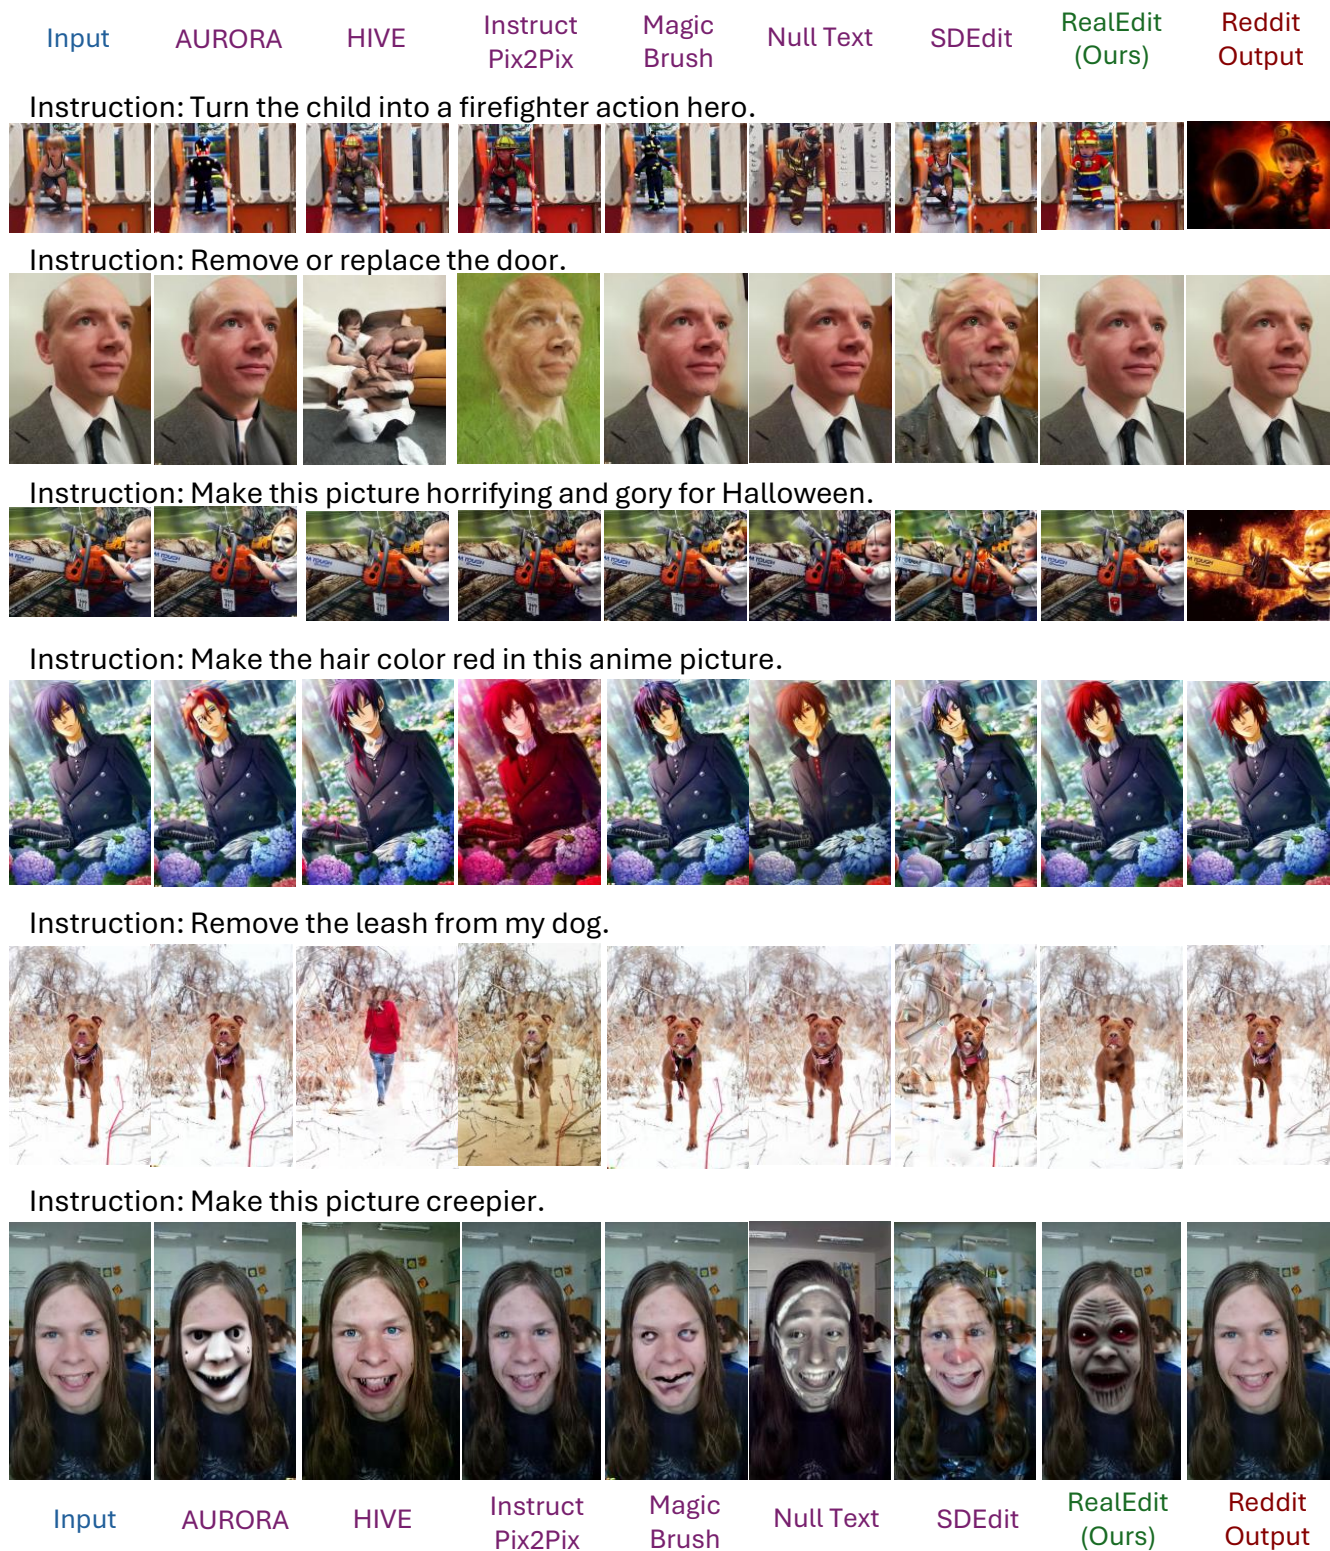 Input AURORA HIVE Instruct Pix2Pix Magic Brush Null Text SDEdit RealEdit (Ours) Reddit Output
Instruction: Turn the child into a firefighter action hero.
Instruction: Remove or replace the door.
Instruction: Make this picture horrifying and gory for Halloween.
Instruction: Make the hair color red in this anime picture.
Instruction: Remove the leash from my dog.
Instruction: Make this picture creepier.
Input AURORA HIVE Instruct Pix2Pix Magic Brush Null Text SDEdit RealEdit (Ours) Reddit Output